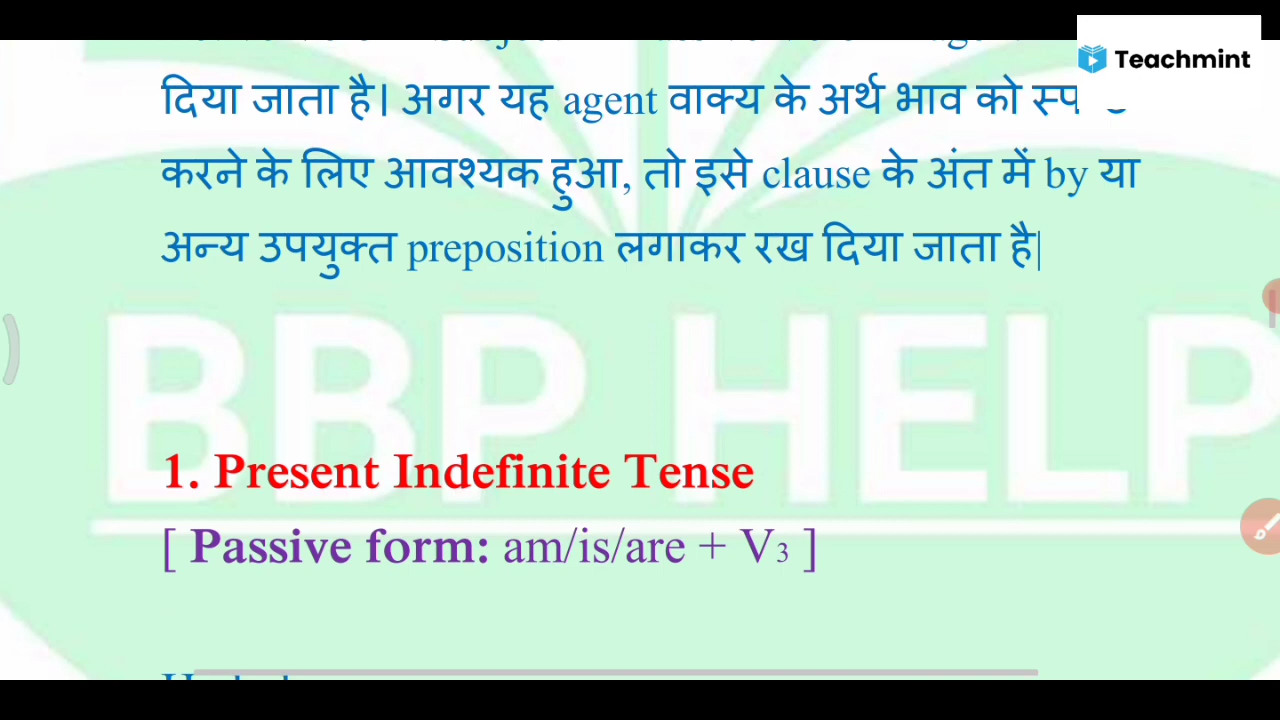 Teachmint
दिया जाता है। अगर यह agent वाक्य के अर्थ भाव को
करने के लिए आवश्यक हुआ, तो इसे clause के अंत में by या
अन्य उपयुक्त preposition लगाकर रख दिया जाता है|
BBP HELP
1. Present Indefinite Tense
[ Passive form: am/is/are + V₃ ]